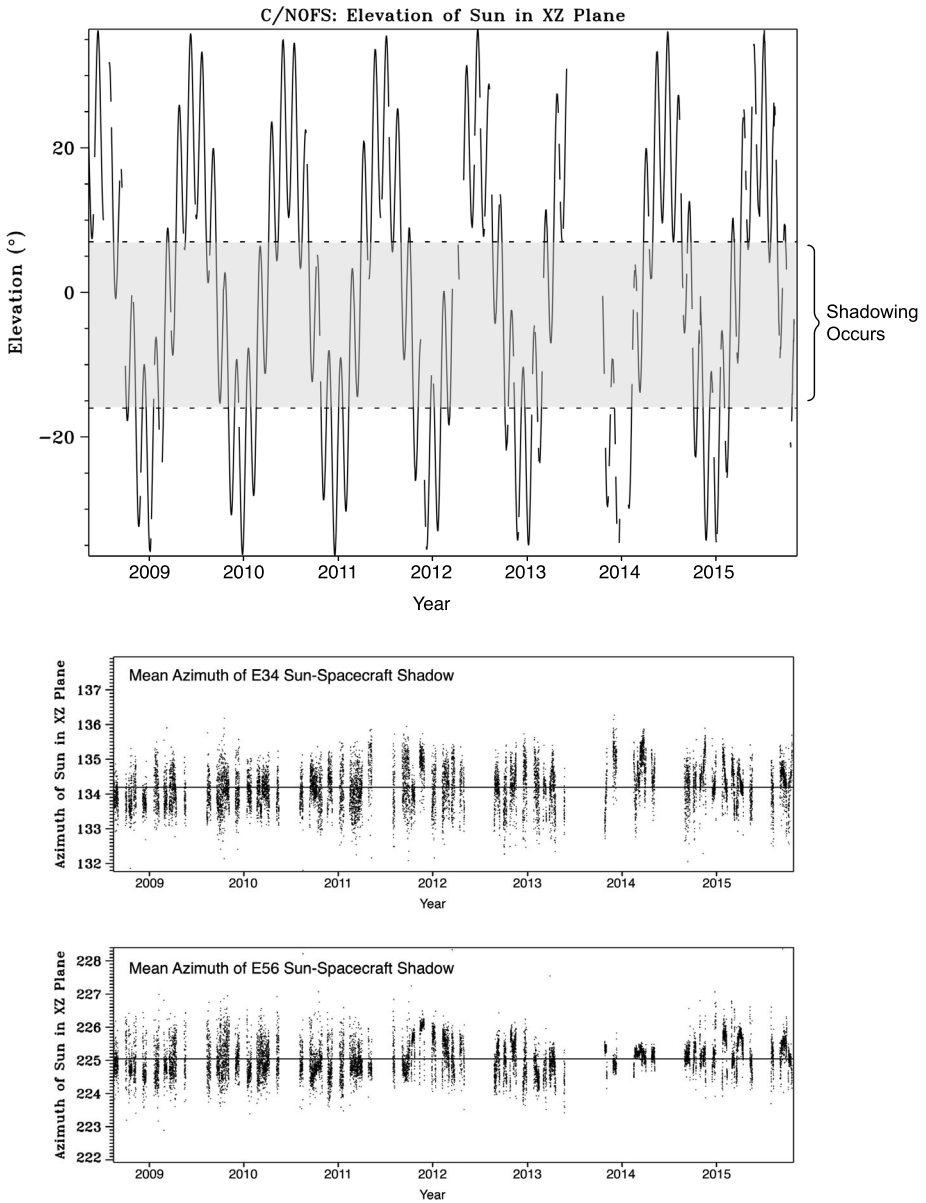 C/NOFS: Elevation of Sun in XZ Plane
Elevation (°)
20
0
−20
Shadowing
Occurs
2009 2010 2011 2012 2013 2014 2015
Year
Mean Azimuth of E34 Sun-Spacecraft Shadow
Azimuth of Sun in XZ Plane
137
136
135
134
133
132
2009 2010 2011 2012 2013 2014 2015
Year
Mean Azimuth of E56 Sun-Spacecraft Shadow
Azimuth of Sun in XZ Plane
228
227
226
225
224
223
222
2009 2010 2011 2012 2013 2014 2015
Year